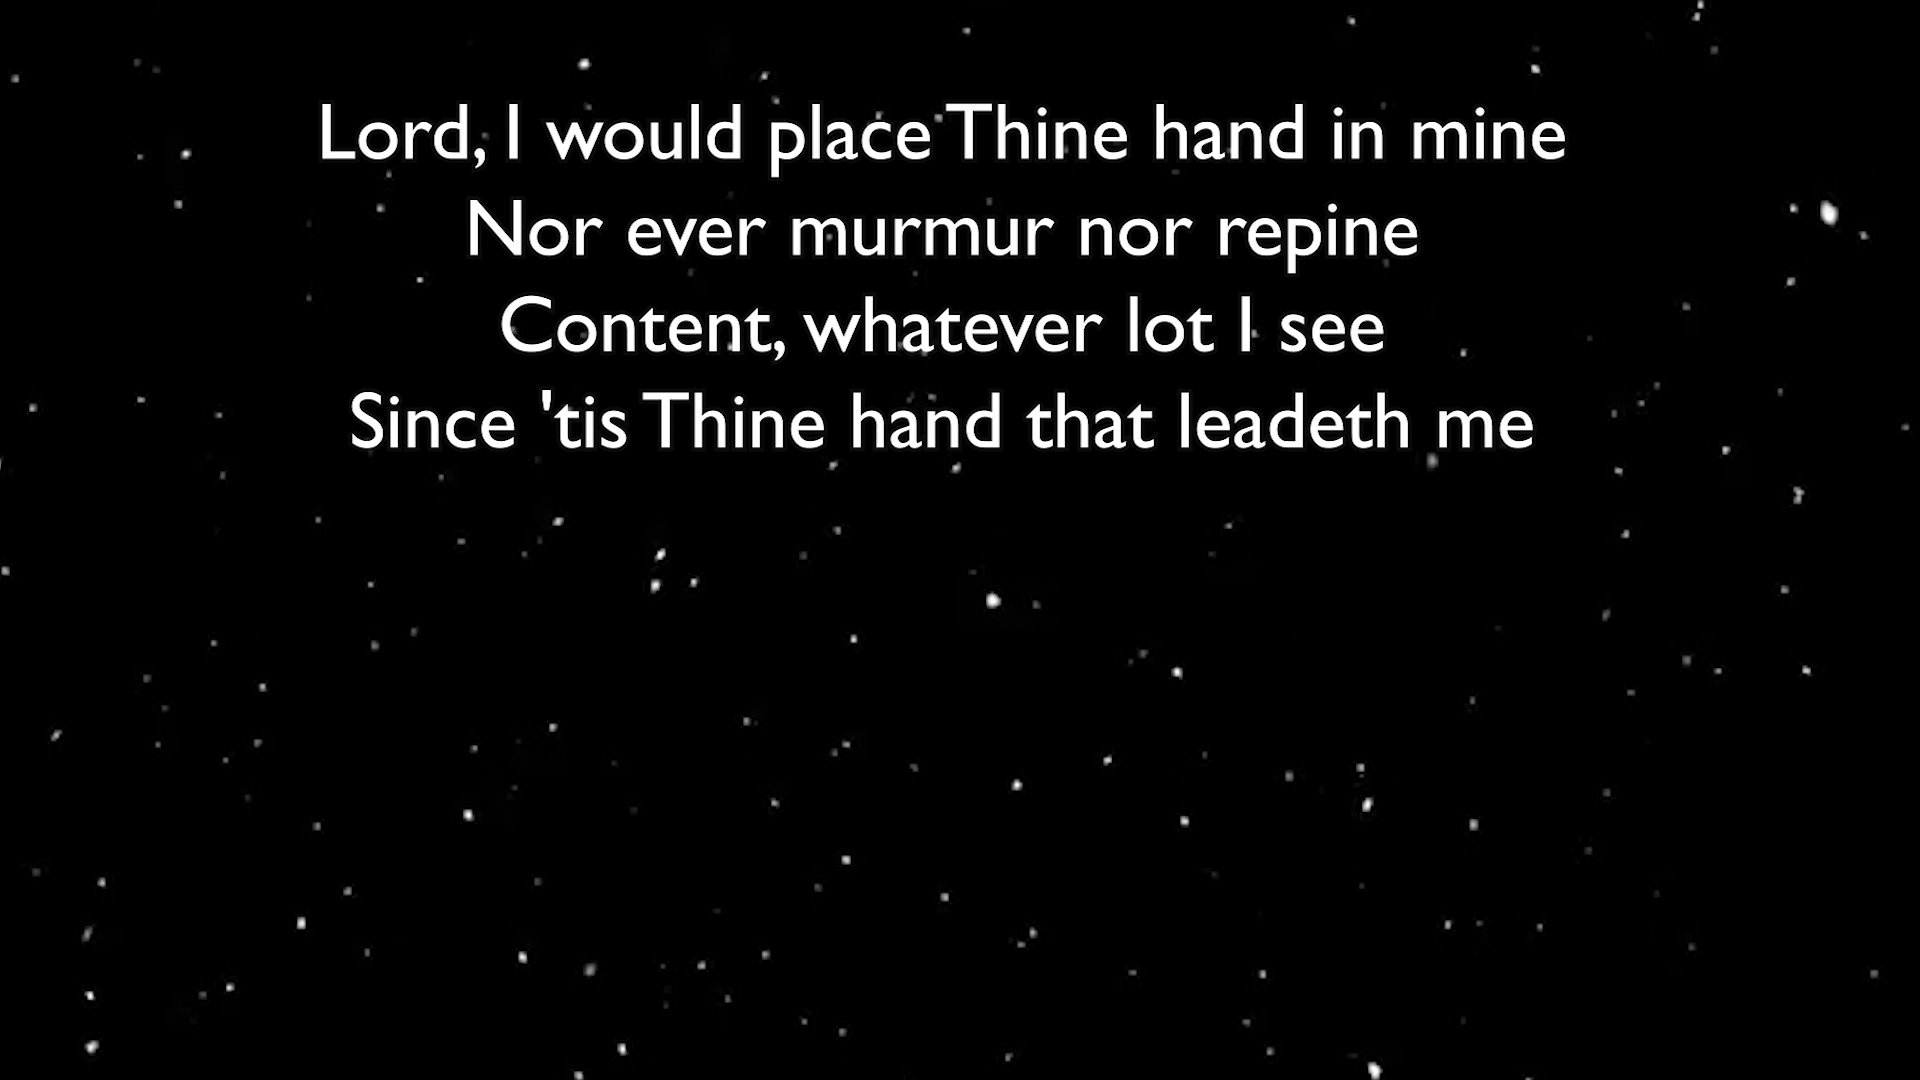 Lord, I would place Thine hand in mine
Nor ever murmur nor repine
Content, whatever lot I see
Since 'tis Thine hand that leadeth me